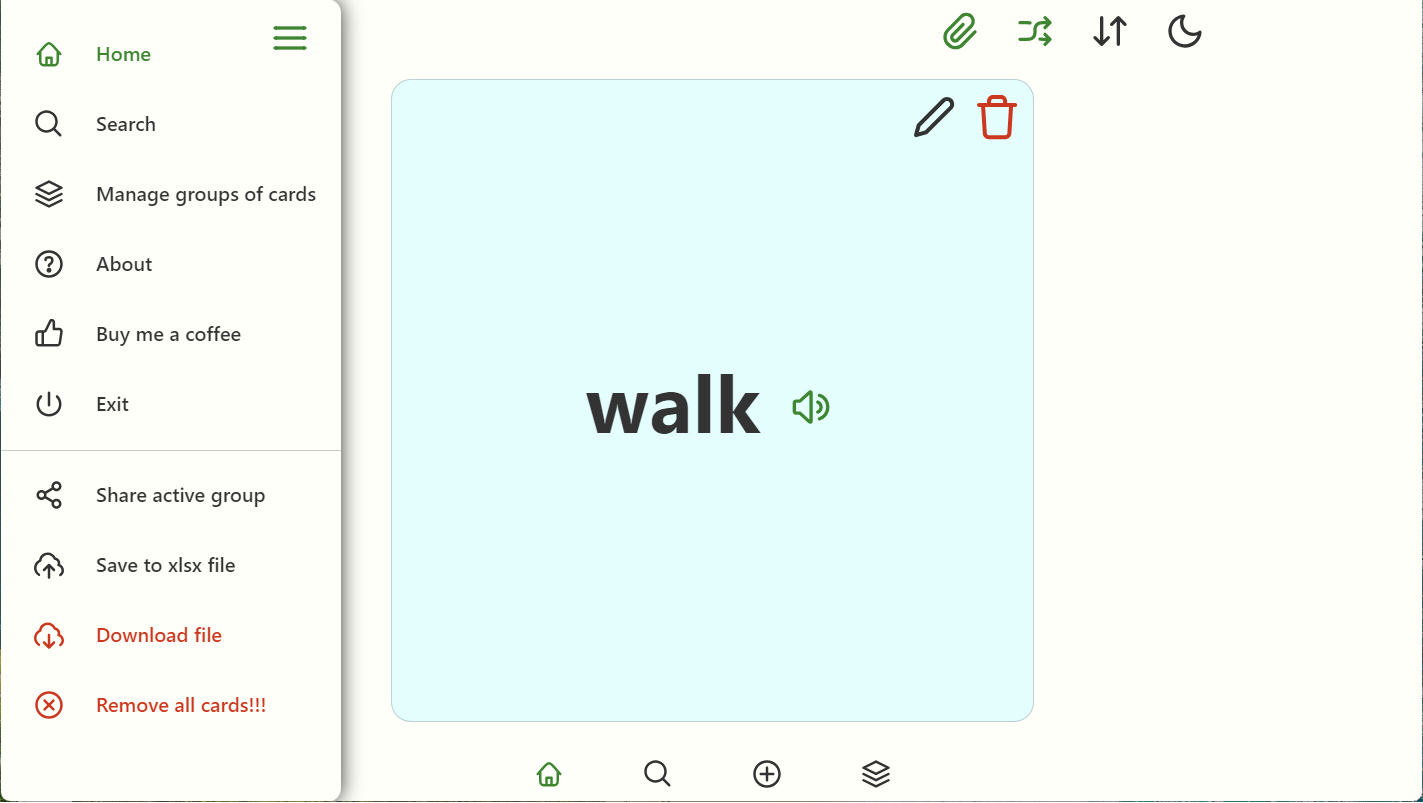 Home
Search
Manage groups of cards
About
Buy me a coffee
Exit
Share active group
Save to xlsx file
Download file
Remove all cards!!!
walk